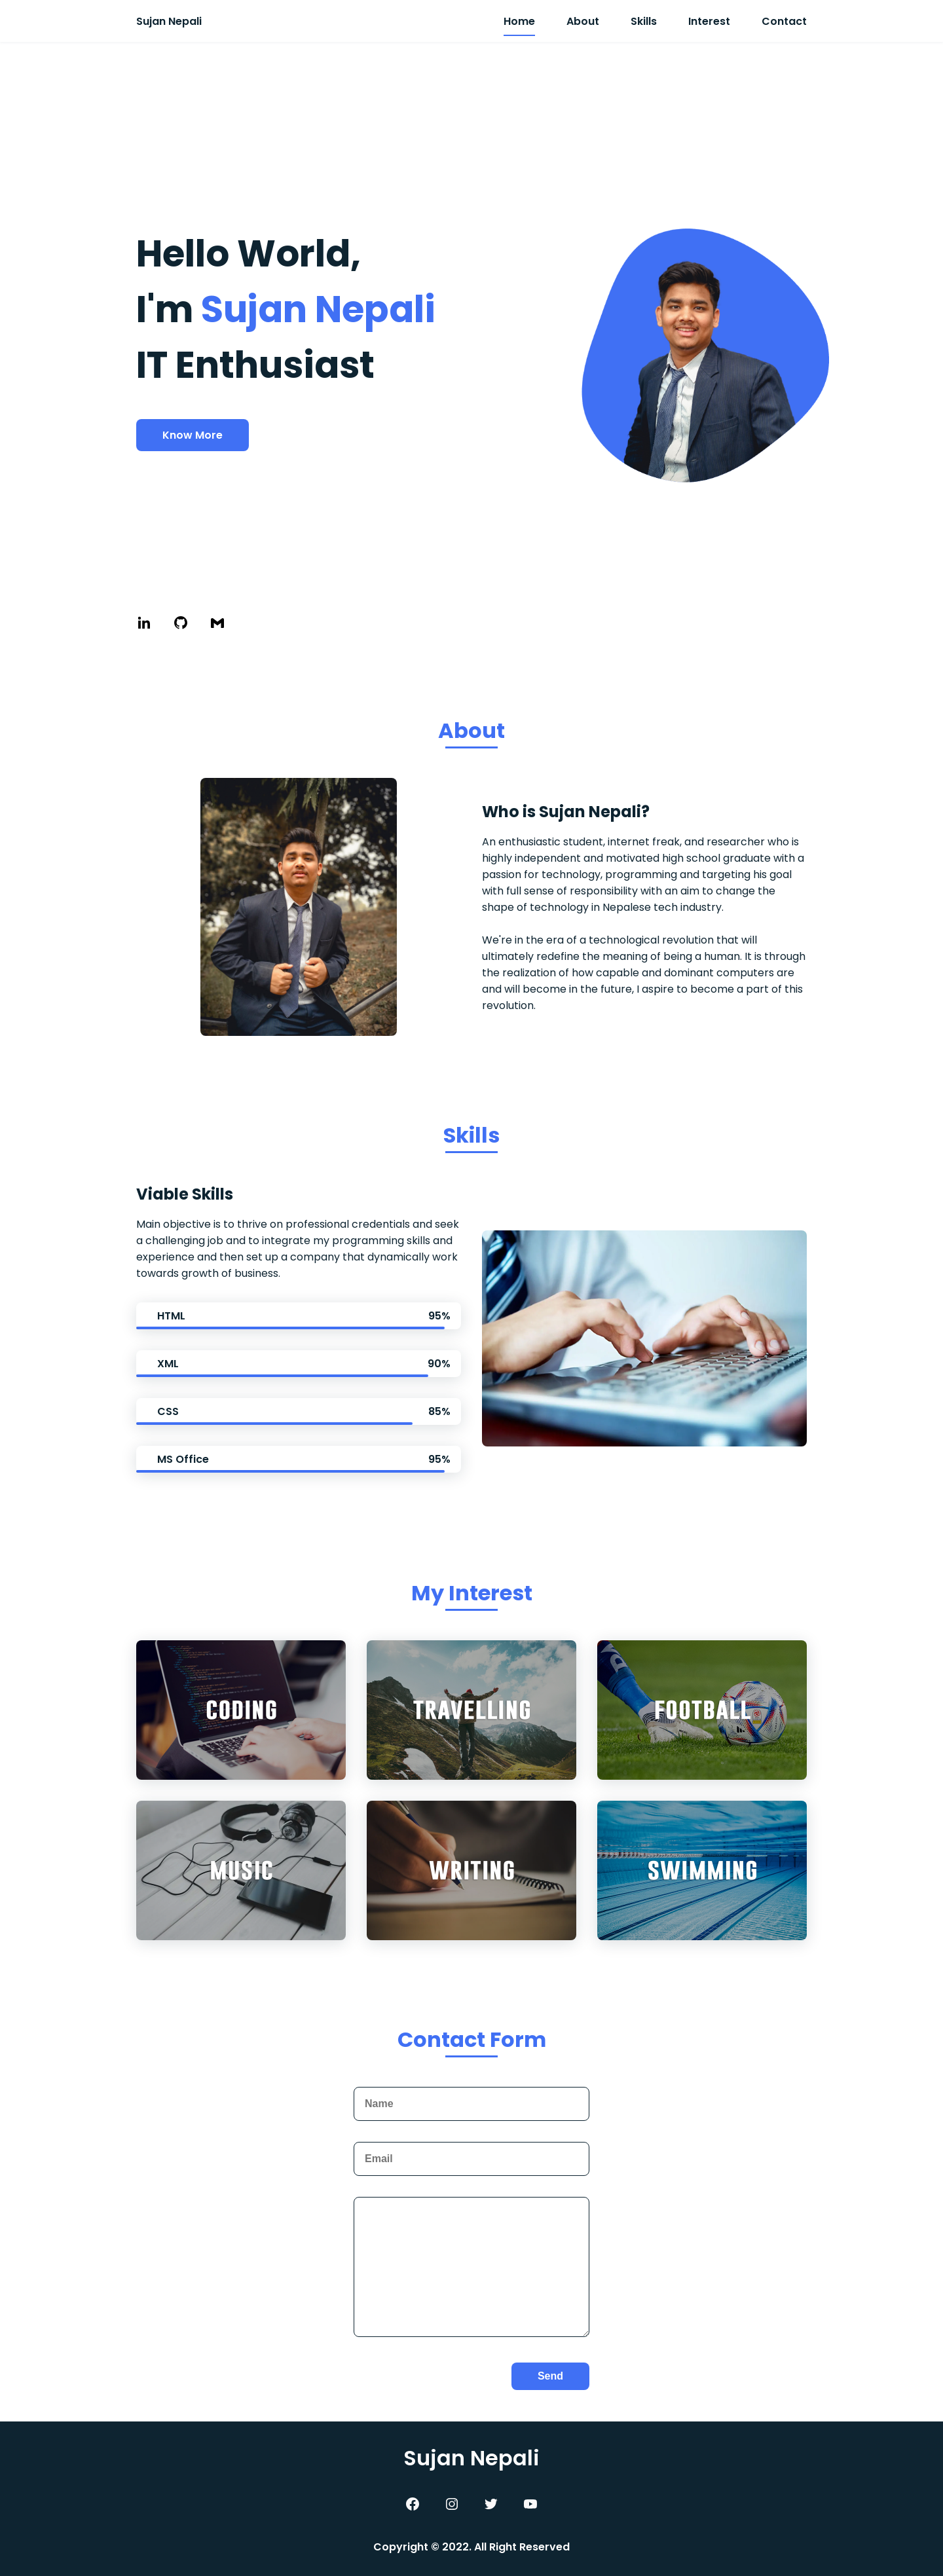 Sujan Nepali
Home About Skills Interest Contact
Hello World,
I'm Sujan Nepali
IT Enthusiast
Know More
About
Who is Sujan Nepali?
An enthusiastic student, internet freak, and researcher who is
highly independent and motivated high school graduate with a
passion for technology, programming and targeting his goal
with full sense of responsibility with an aim to change the
shape of technology in Nepalese tech industry.
We're in the era of a technological revolution that will
ultimately redefine the meaning of being a human. It is through
the realization of how capable and dominant computers are
and will become in the future, I aspire to become a part of this
revolution.
Skills
Viable Skills
Main objective is to thrive on professional credentials and seek
a challenging job and to integrate my programming skills and
experience and then set up a company that dynamically work
towards growth of business.
HTML 95%
XML 90%
CSS 85%
MS Office 95%
My Interest
CODING
TRAVELLING
FOOTBALL
MUSIC
WRITING
SWIMMING
Contact Form
Name
Email
Send
Sujan Nepali
Copyright © 2022. All Right Reserved